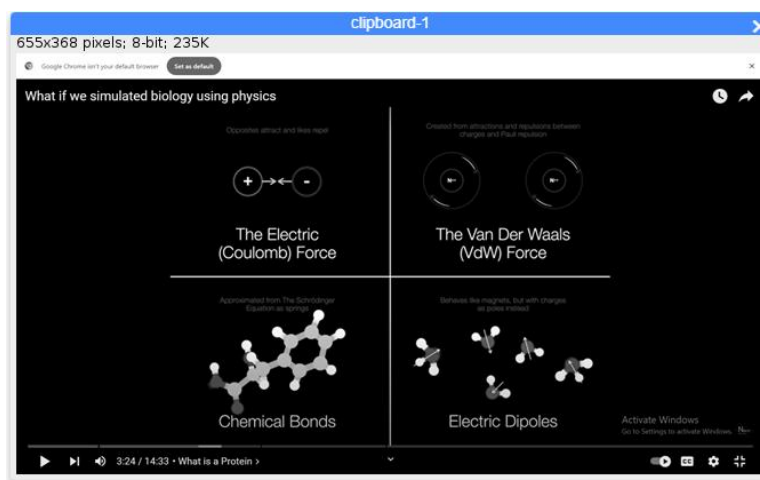 clipboard-1
655x368 pixels; 8-bit; 235K
Google Chrome isn't your default browser Set as default
What if we simulated biology using physics
Opposites attract and likes repel
+ -
The Electric
(Coulomb) Force
Created from attractions and repulsions between
charges and Pauli repulsion
The Van Der Waals
(VdW) Force
Approximated from The Schrödinger
Equation as springs
Chemical Bonds
Behaves like magnets, but with charges
as poles instead
Electric Dipoles
Activate Windows
Go to Settings to activate Windows.
3:24 / 14:33 • What is a Protein >
CC